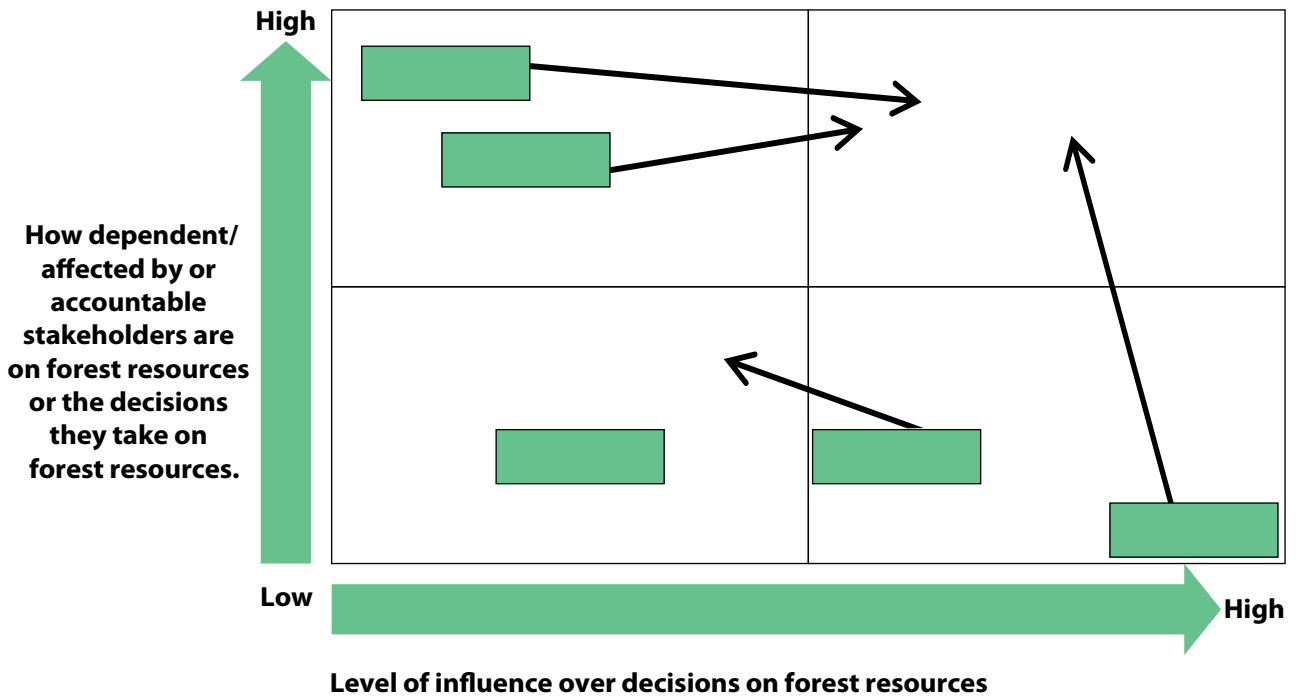 High
How dependent/
affected by or
accountable
stakeholders are
on forest resources
or the decisions
they take on
forest resources.
Low
High
Level of influence over decisions on forest resources